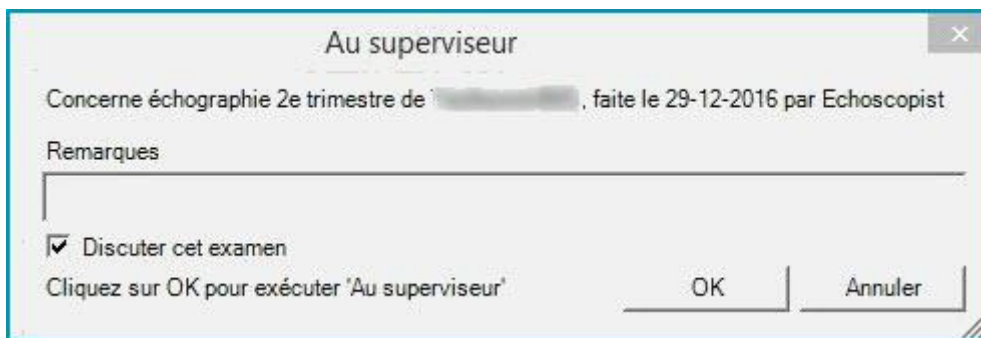 Au superviseur
Concerne échographie 2e trimestre de , faite le 29-12-2016 par Echoscopist
Remarques
Discuter cet examen
Cliquez sur OK pour exécuter 'Au superviseur'
OK
Annuler